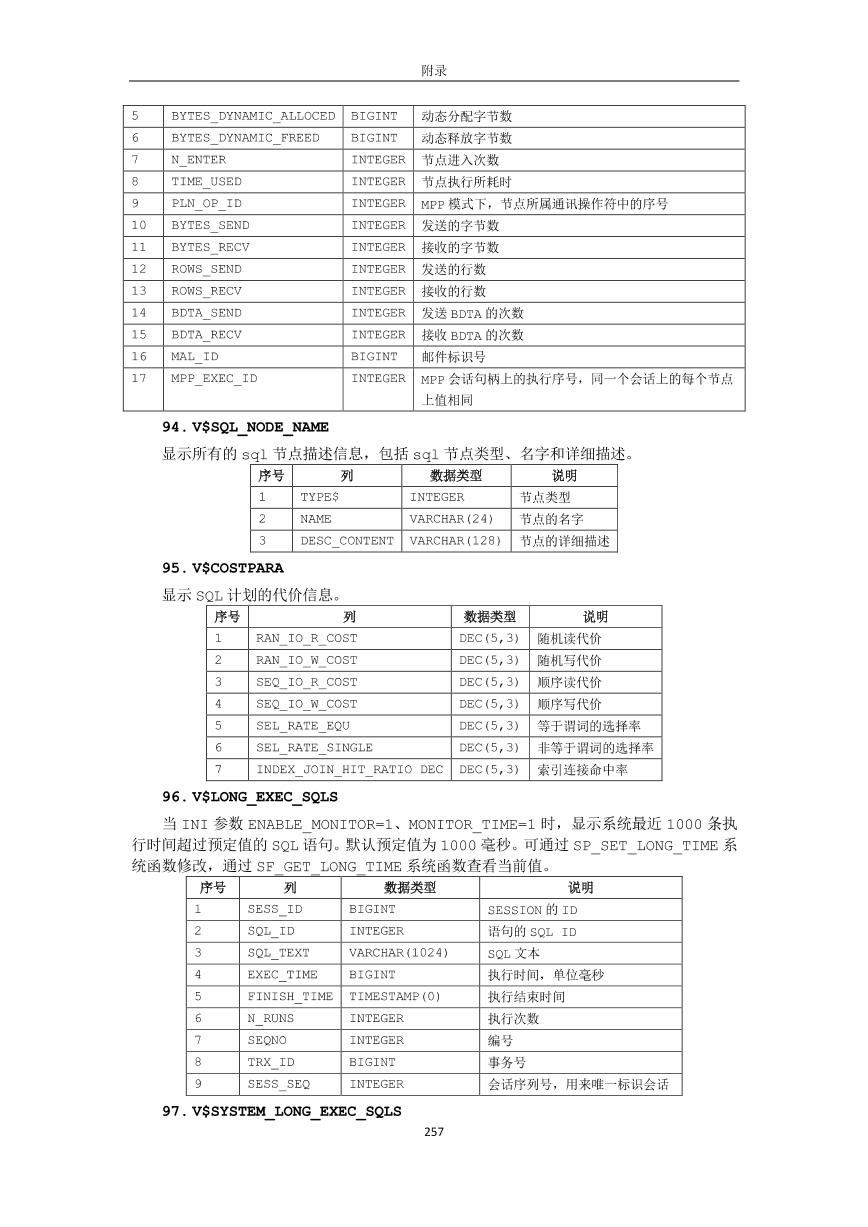 附录
5 BYTES_DYNAMIC_ALLOCED BIGINT 动态分配字节数
6 BYTES_DYNAMIC_FREED BIGINT 动态释放字节数
7 N_ENTER INTEGER 节点进入次数
8 TIME_USED INTEGER 节点执行所耗时
9 PLN_OP_ID INTEGER MPP 模式下，节点所属通讯操作符中的序号
10 BYTES_SEND INTEGER 发送的字节数
11 BYTES_RECV INTEGER 接收的字节数
12 ROWS_SEND INTEGER 发送的行数
13 ROWS_RECV INTEGER 接收的行数
14 BDTA_SEND INTEGER 发送 BDTA 的次数
15 BDTA_RECV INTEGER 接收 BDTA 的次数
16 MAL_ID BIGINT 邮件标识号
17 MPP_EXEC_ID INTEGER MPP 会话句柄上的执行序号，同一个会话上的每个节点
上值相同
94. V$SQL_NODE_NAME
显示所有的 sql 节点描述信息，包括 sql 节点类型、名字和详细描述。
序号 列 数据类型 说明
1 TYPE$ INTEGER 节点类型
2 NAME VARCHAR(24) 节点的名字
3 DESC_CONTENT VARCHAR(128) 节点的详细描述
95. V$COSTPARA
显示 SQL 计划的代价信息。
序号 列 数据类型 说明
1 RAN_IO_R_COST DEC(5,3) 随机读代价
2 RAN_IO_W_COST DEC(5,3) 随机写代价
3 SEQ_IO_R_COST DEC(5,3) 顺序读代价
4 SEQ_IO_W_COST DEC(5,3) 顺序写代价
5 SEL_RATE_EQU DEC(5,3) 等于谓词的选择率
6 SEL_RATE_SINGLE DEC(5,3) 非等于谓词的选择率
7 INDEX_JOIN_HIT_RATIO DEC DEC(5,3) 索引连接命中率
96. V$LONG_EXEC_SQLS
当 INI 参数 ENABLE_MONITOR=1、MONITOR_TIME=1 时，显示系统最近 1000 条执
行时间超过预定值的 SQL 语句。默认预定值为 1000 毫秒。可通过 SP_SET_LONG_TIME 系
统函数修改，通过 SF_GET_LONG_TIME 系统函数查看当前值。
序号 列 数据类型 说明
1 SESS_ID BIGINT SESSION 的 ID
2 SQL_ID INTEGER 语句的 SQL ID
3 SQL_TEXT VARCHAR(1024) SQL 文本
4 EXEC_TIME BIGINT 执行时间，单位毫秒
5 FINISH_TIME TIMESTAMP(0) 执行结束时间
6 N_RUNS INTEGER 执行次数
7 SEQNO INTEGER 编号
8 TRX_ID BIGINT 事务号
9 SESS_SEQ INTEGER 会话序列号，用来唯一标识会话
97. V$SYSTEM_LONG_EXEC_SQLS
257